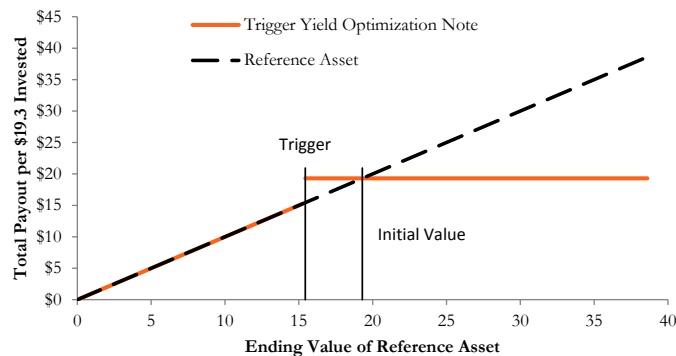 $45
$40
$35
$30
$25
$20
$15
$10
$5
$0
Total Payout per $19.3 Invested
Trigger Yield Optimization Note
Reference Asset
Trigger
Initial Value
0 5 10 15 20 25 30 35 40
Ending Value of Reference Asset